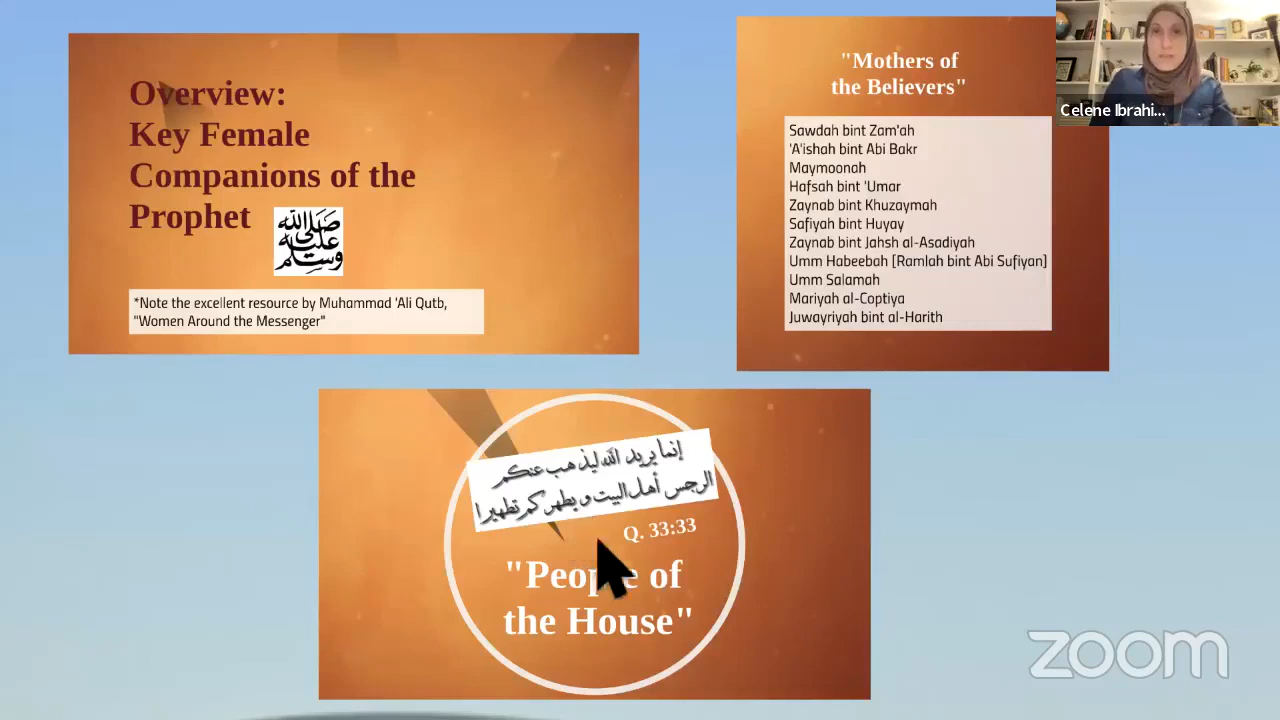 Overview:
Key Female
Companions of the
Prophet
صلى الله
عليه
وسلم
*Note the excellent resource by Muhammad 'Ali Qutb,
"Women Around the Messenger"
"Mothers of
the Believers"
Sawdah bint Zam'ah
'A'ishah bint Abi Bakr
Maymoonah
Hafsah bint 'Umar
Zaynab bint Khuzaymah
Safiyah bint Huyay
Zaynab bint Jahsh al-Asadiyah
Umm Habeebah [Ramlah bint Abi Sufiyan]
Umm Salamah
Mariyah al-Coptiya
Juwayriyah bint al-Harith
Celene Ibrahi...
إنما يريد الله ليذهب عنكم
الرجس أهل البيت و يطهركم تطهيرا
Q. 33:33
"People of
the House"
zoom